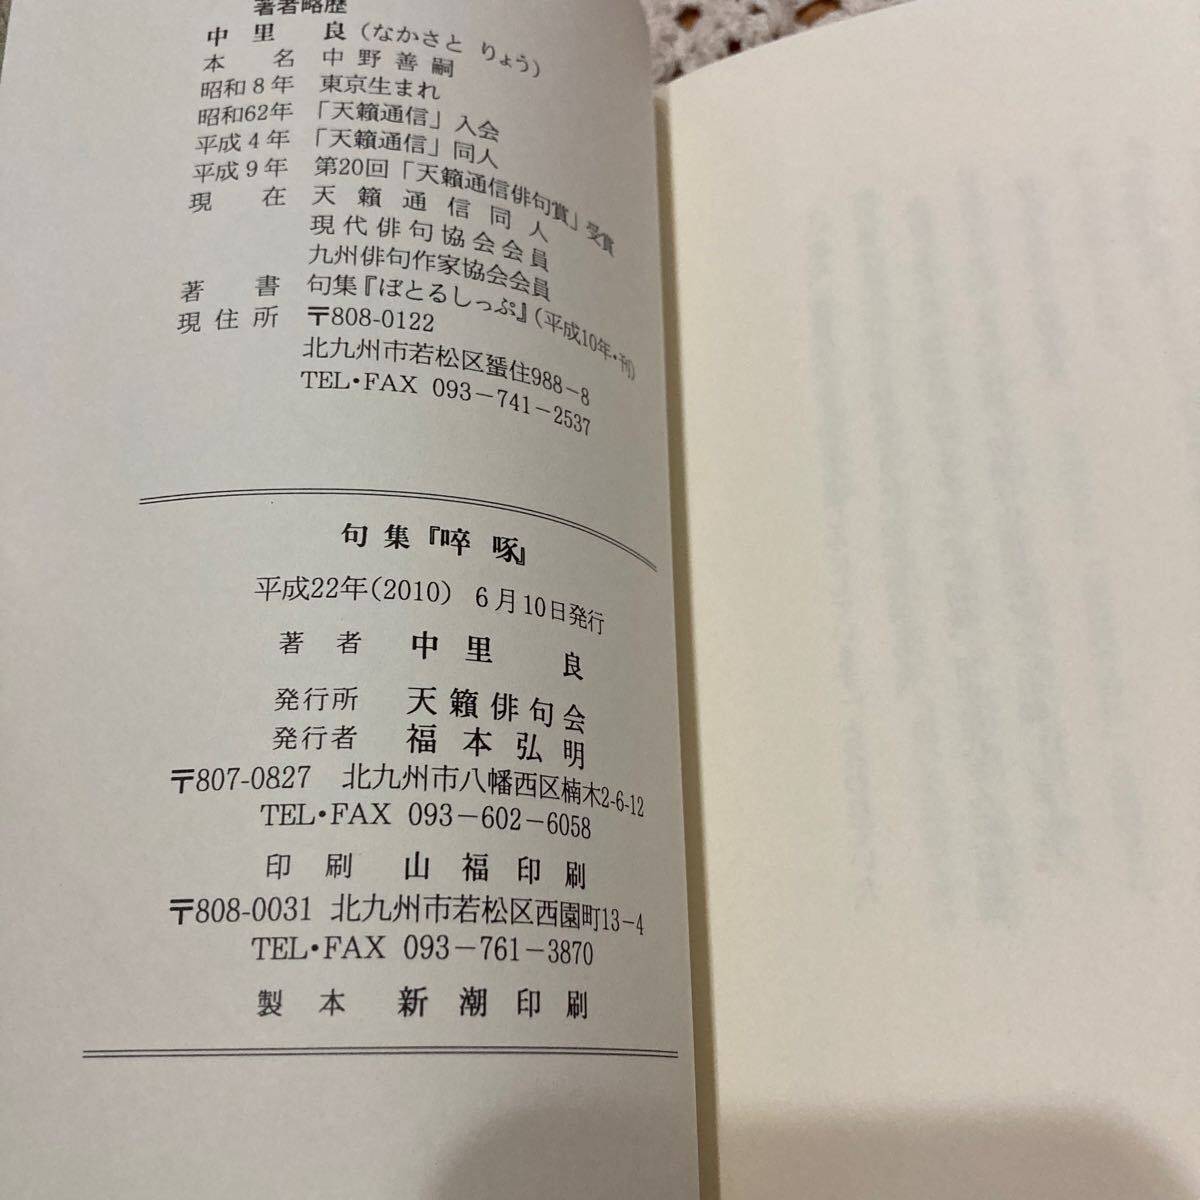 著者略歴
中里 良（なかさと りょう）
本名 中野善嗣
昭和8年 東京生まれ
昭和62年 「天籟通信」入会
平成4年 「天籟通信」同人
平成9年 第20回「天籟通信俳句賞」受賞
現在 天籟通信同人
現代俳句協会会員
九州俳句作家協会会員
著書 句集『ぼとるしっぷ』（平成10年・刊）
現住所 〒808-0122
北九州市若松区蜑住988-8
TEL・FAX 093-741-2537
句集『啐啄』
平成22年(2010) 6月10日発行
著者 中里 良
発行所 天籟俳句会
発行者 福本弘明
〒807-0827 北九州市八幡西区楠木2-6-12
TEL・FAX 093-602-6058
印刷 山福印刷
〒808-0031 北九州市若松区西園町13-4
TEL・FAX 093-761-3870
製本 新潮印刷